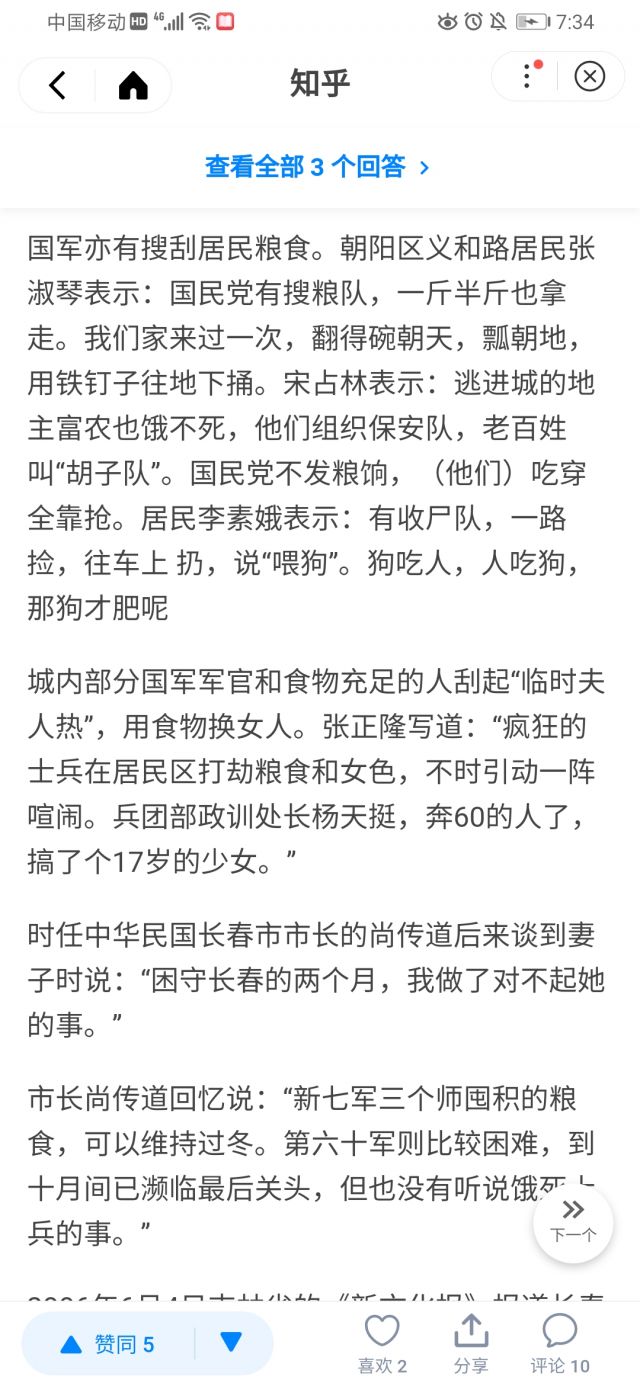 中国移动 HD 4G 7:34
知乎
查看全部 3 个回答 >
国军亦有搜刮居民粮食。朝阳区义和路居民张
淑琴表示：国民党有搜粮队，一斤半斤也拿
走。我们家来过一次，翻得碗朝天，瓢朝地，
用铁钉子往地下捅。宋占林表示：逃进城的地
主富农也饿不死，他们组织保安队，老百姓
叫“胡子队”。国民党不发粮饷，（他们）吃穿
全靠抢。居民李素娥表示：有收尸队，一路
捡，往车上 扔，说“喂狗”。狗吃人，人吃狗，
那狗才肥呢
城内部分国军军官和食物充足的人刮起“临时夫
人热”，用食物换女人。张正隆写道：“疯狂的
士兵在居民区打劫粮食和女色，不时引动一阵
喧闹。兵团部政训处长杨天挺，奔60的人了，
搞了个17岁的少女。”
时任中华民国长春市市长的尚传道后来谈到妻
子时说：“困守长春的两个月，我做了对不起她
的事。”
市长尚传道回忆说：“新七军三个师囤积的粮
食，可以维持过冬。第六十军则比较困难，到
十月间已濒临最后关头，但也没有听说饿死士
兵的事。”
下一个
赞同 5
喜欢 2
分享
评论 10